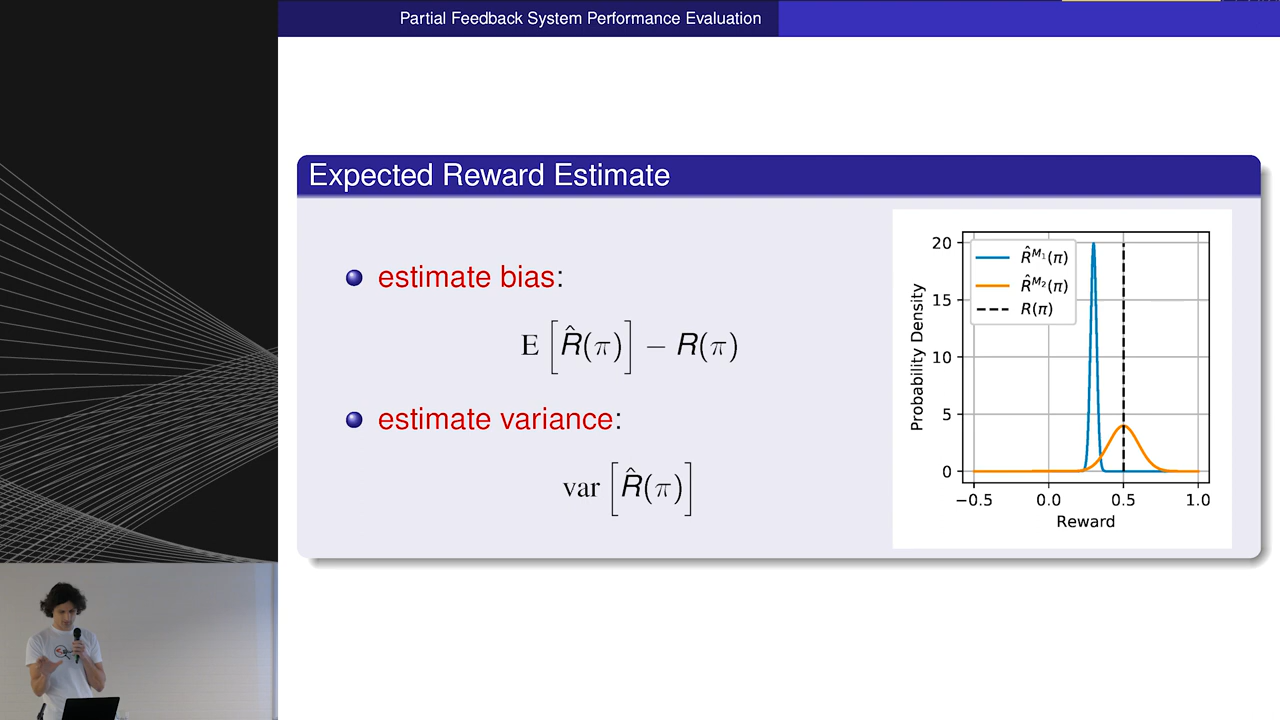 Partial Feedback System Performance Evaluation
Expected Reward Estimate
estimate bias:
E [R̂(π)] − R(π)
estimate variance:
var [R̂(π)]
R̂^M₁(π)
R̂^M₂(π)
R(π)
Probability Density
20
15
10
5
0
−0.5 0.0 0.5 1.0
Reward